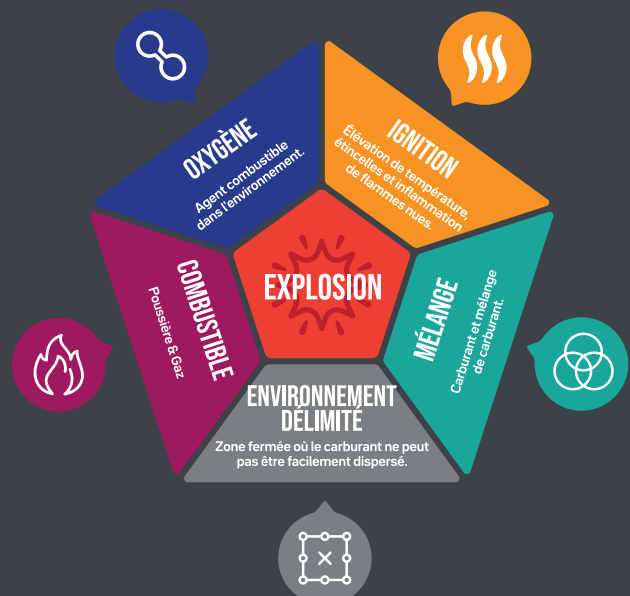 OXYGÈNE
Agent combustible
dans l'environnement.
IGNITION
Élévation de température,
étincelles et inflammation
de flammes nues.
COMBUSTIBLE
Poussière & Gaz
EXPLOSION
MÉLANGE
Carburant et mélange
de carburant.
ENVIRONNEMENT
DÉLIMITÉ
Zone fermée où le carburant ne peut
pas être facilement dispersé.